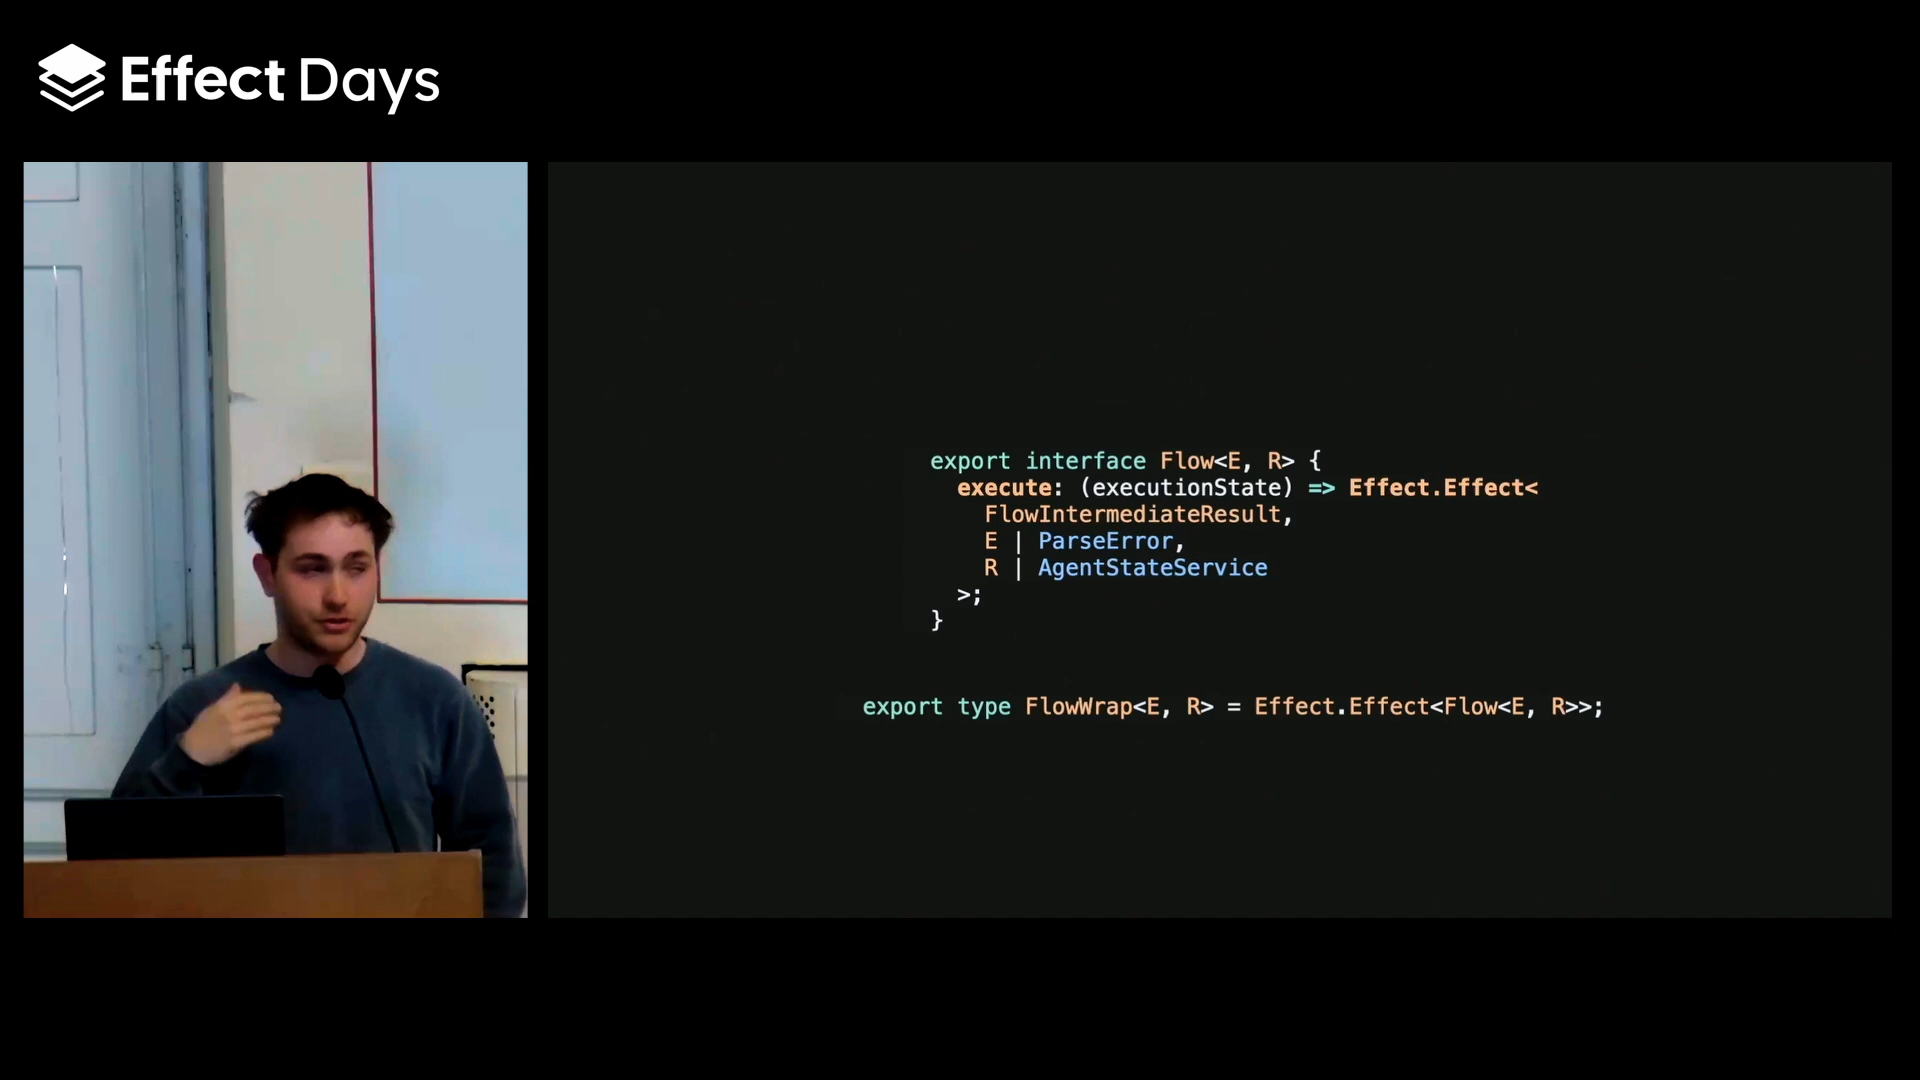 Effect Days
export interface Flow<E, R> {
execute: (executionState) => Effect.Effect<
FlowIntermediateResult,
E | ParseError,
R | AgentStateService
>;
}
export type FlowWrap<E, R> = Effect.Effect<Flow<E, R>>;